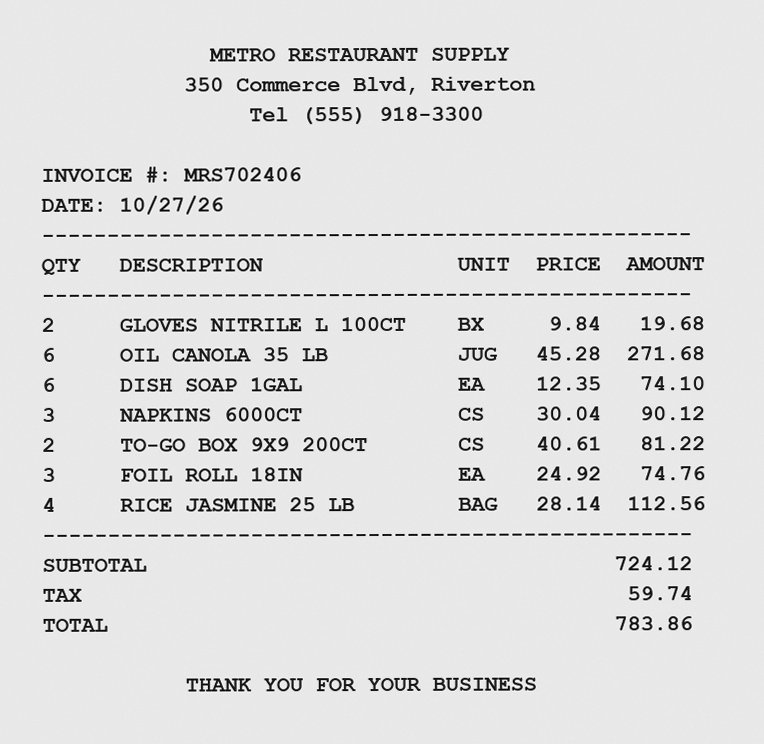 METRO RESTAURANT SUPPLY
350 Commerce Blvd, Riverton
Tel (555) 918-3300
INVOICE #: MRS702406
DATE: 10/27/26
--------------------------------------------------
QTY DESCRIPTION UNIT PRICE AMOUNT
--------------------------------------------------
2 GLOVES NITRILE L 100CT BX 9.84 19.68
6 OIL CANOLA 35 LB JUG 45.28 271.68
6 DISH SOAP 1GAL EA 12.35 74.10
3 NAPKINS 6000CT CS 30.04 90.12
2 TO-GO BOX 9X9 200CT CS 40.61 81.22
3 FOIL ROLL 18IN EA 24.92 74.76
4 RICE JASMINE 25 LB BAG 28.14 112.56
--------------------------------------------------
SUBTOTAL 724.12
TAX 59.74
TOTAL 783.86
THANK YOU FOR YOUR BUSINESS